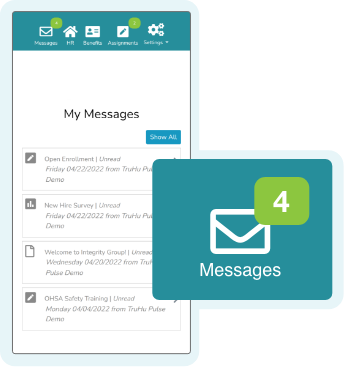 4
2
Messages HR Benefits Assignments Settings
My Messages
Show All
Open Enrollment | Unread
Friday 04/22/2022 from TruHu Pul
Demo
New Hire Survey | Unread
Friday 04/22/2022 from TruHu Pul
Demo
Welcome to Integrity Group! | Unread
Wednesday 04/20/2022 from TruH
Pulse Demo
OHSA Safety Training | Unread
Monday 04/04/2022 from TruHu Pulse
Demo
4
Messages